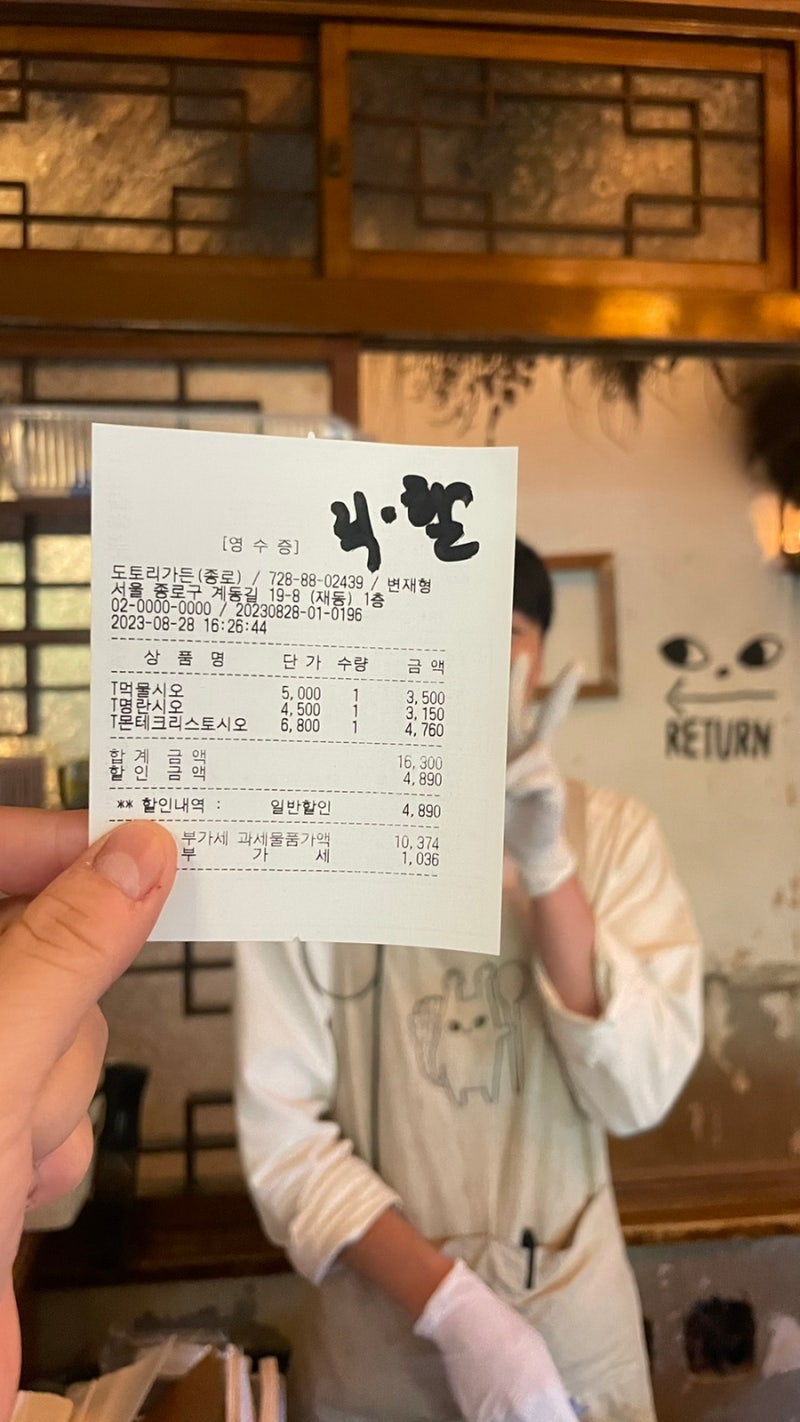 직·할
[영 수 증]
도토리가든(종로) / 728-88-02439 / 변재형
서울 종로구 계동길 19-8 (재동) 1층
02-0000-0000 / 20230828-01-0196
2023-08-28 16:26:44
상 품 명 단 가 수량 금 액
T먹물시오 5,000 1 3,500
T명란시오 4,500 1 3,150
T몬테크리스토시오 6,800 1 4,760
합 계 금 액 16,300
할 인 금 액 4,890
** 할인내역 : 일반할인 4,890
부가세 과세물품가액 10,374
부 가 세 1,036
RETURN